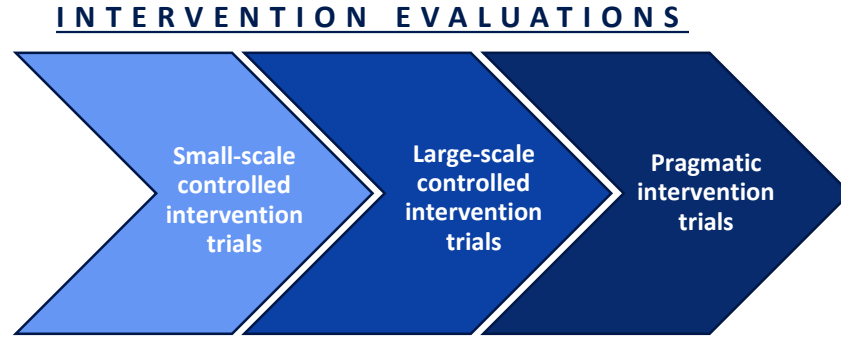 INTERVENTION EVALUATIONS
Small-scale
controlled
intervention
trials
Large-scale
controlled
intervention
trials
Pragmatic
intervention
trials